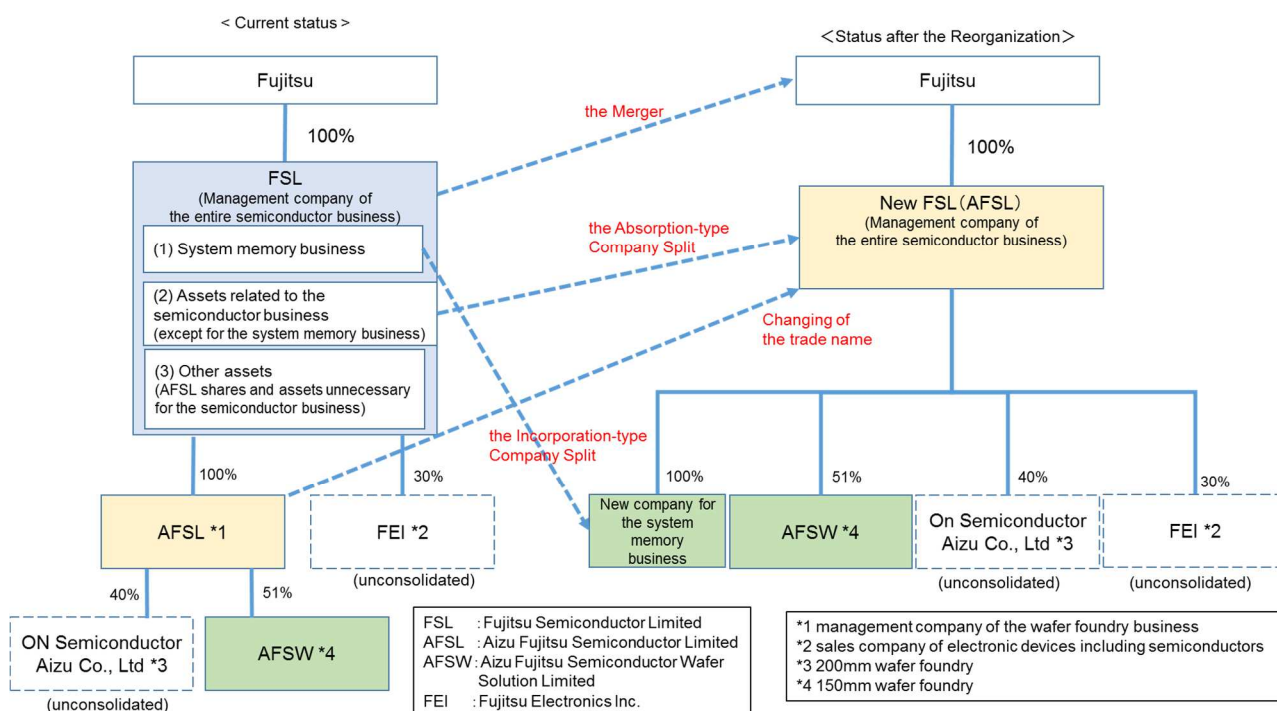 < Current status >
Fujitsu
100%
FSL
(Management company of
the entire semiconductor business)
(1) System memory business
(2) Assets related to the
semiconductor business
(except for the system memory business)
(3) Other assets
(AFSL shares and assets unnecessary
for the semiconductor business)
100%
30%
AFSL *1
FEI *2
(unconsolidated)
40%
51%
ON Semiconductor
Aizu Co., Ltd *3
(unconsolidated)
AFSW *4
the Merger
the Absorption-type
Company Split
Changing of
the trade name
the Incorporation-type
Company Split
<Status after the Reorganization>
Fujitsu
100%
New FSL(AFSL)
(Management company of
the entire semiconductor business)
100%
51%
40%
30%
New company for
the system
memory
business
AFSW *4
On Semiconductor
Aizu Co., Ltd *3
(unconsolidated)
FEI *2
(unconsolidated)
FSL : Fujitsu Semiconductor Limited
AFSL : Aizu Fujitsu Semiconductor Limited
AFSW : Aizu Fujitsu Semiconductor Wafer
Solution Limited
FEI : Fujitsu Electronics Inc.
*1 management company of the wafer foundry business
*2 sales company of electronic devices including semiconductors
*3 200mm wafer foundry
*4 150mm wafer foundry